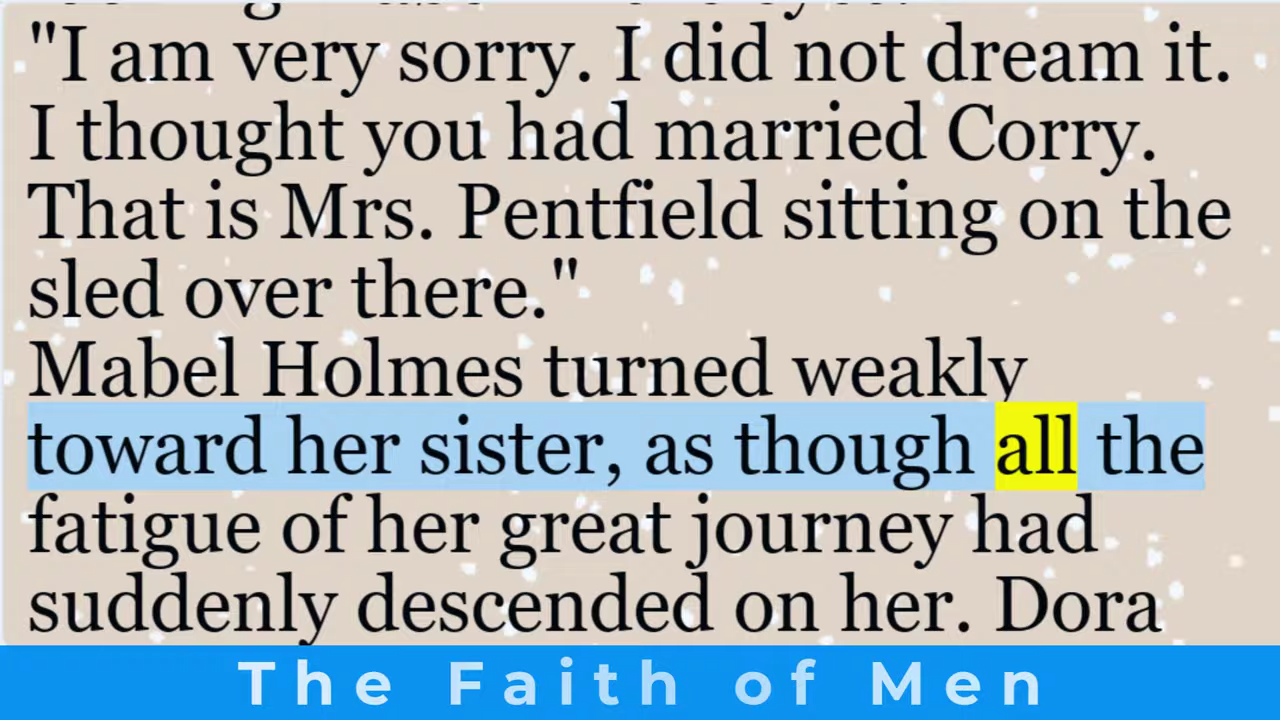 "I am very sorry. I did not dream it.
I thought you had married Corry.
That is Mrs. Pentfield sitting on the
sled over there."
Mabel Holmes turned weakly
toward her sister, as though all the
fatigue of her great journey had
suddenly descended on her. Dora
The Faith of Men